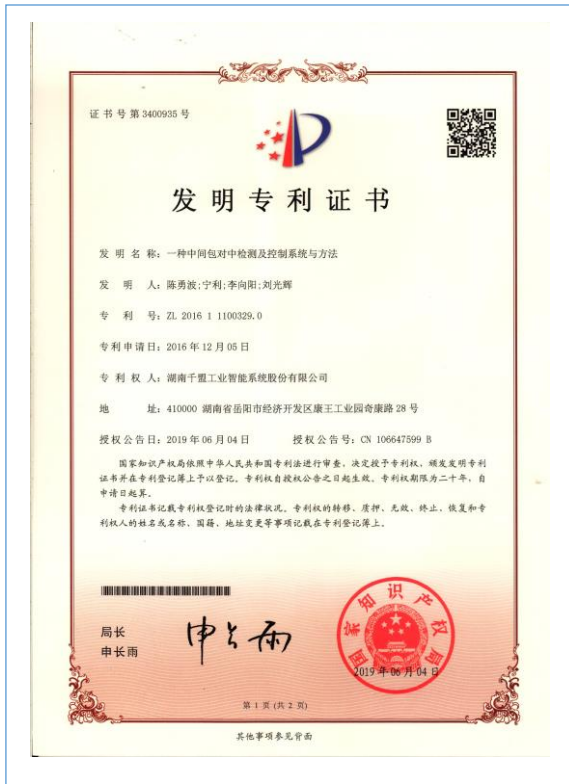 证书号第3400935号
发明专利证书
发明名称：一种中间包对中检测及控制系统与方法
发明人：陈勇波;宁利;李向阳;刘光辉
专利号：ZL 2016 1 1100329.0
专利申请日：2016年12月05日
专利权人：湖南千盟工业智能系统股份有限公司
地址：410000 湖南省岳阳市经济开发区康王工业园奇康路28号
授权公告日：2019年06月04日 授权公告号：CN 106647599 B
国家知识产权局依照中华人民共和国专利法进行审查，决定授予专利权，颁发发明专利
证书并在专利登记簿上予以登记。专利权自授权公告之日起生效。专利权期限为二十年，自
申请日起算。
专利证书记载专利权登记时的法律状况。专利权的转移、质押、无效、终止、恢复和专
利权人的姓名或名称、国籍、地址变更等事项记载在专利登记簿上。
局长
申长雨
申长雨
国家知识产权局
2019年06月04日
第1页(共2页)
其他事项参见背面